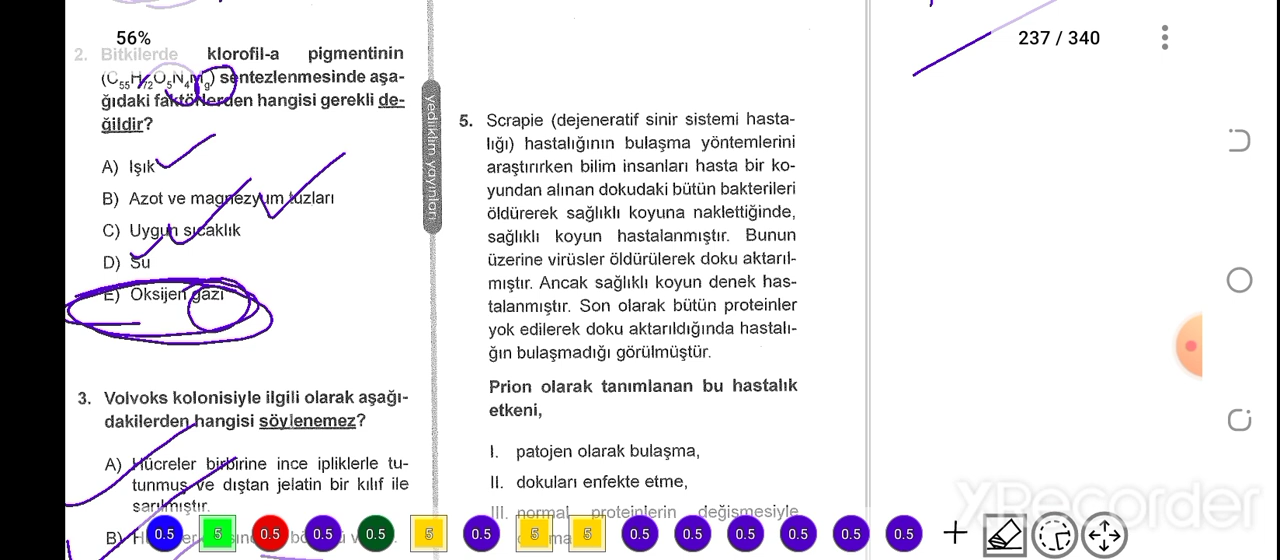 56%
237 / 340
2. Bitkilerde klorofil-a pigmentinin
(C55H72O5N4Mg) sentezlenmesinde aşa-
ğıdaki faktörlerden hangisi gerekli de-
ğildir?
A) Işık
B) Azot ve magnezyum tuzları
C) Uygun sıcaklık
D) Su
E) Oksijen gazı
3. Volvoks kolonisiyle ilgili olarak aşağı-
dakilerden hangisi söylenemez?
A) Hücreler birbirine ince ipliklerle tu-
tunmuş ve dıştan jelatin bir kılıf ile
sarılmıştır.
B)
yediiklim yayınları
5. Scrapie (dejeneratif sinir sistemi hasta-
lığı) hastalığının bulaşma yöntemlerini
araştırırken bilim insanları hasta bir ko-
yundan alınan dokudaki bütün bakterileri
öldürerek sağlıklı koyuna naklettiğinde,
sağlıklı koyun hastalanmıştır. Bunun
üzerine virüsler öldürülerek doku aktarıl-
mıştır. Ancak sağlıklı koyun denek has-
talanmıştır. Son olarak bütün proteinler
yok edilerek doku aktarıldığında hastalı-
ğın bulaşmadığı görülmüştür.
Prion olarak tanımlanan bu hastalık
etkeni,
I. patojen olarak bulaşma,
II. dokuları enfekte etme,
III. normal proteinlerin değişmesiyle
0.5 5 0.5 0.5 0.5 5 0.5 5 5 0.5 0.5 0.5 0.5 0.5 0.5
XRecorder